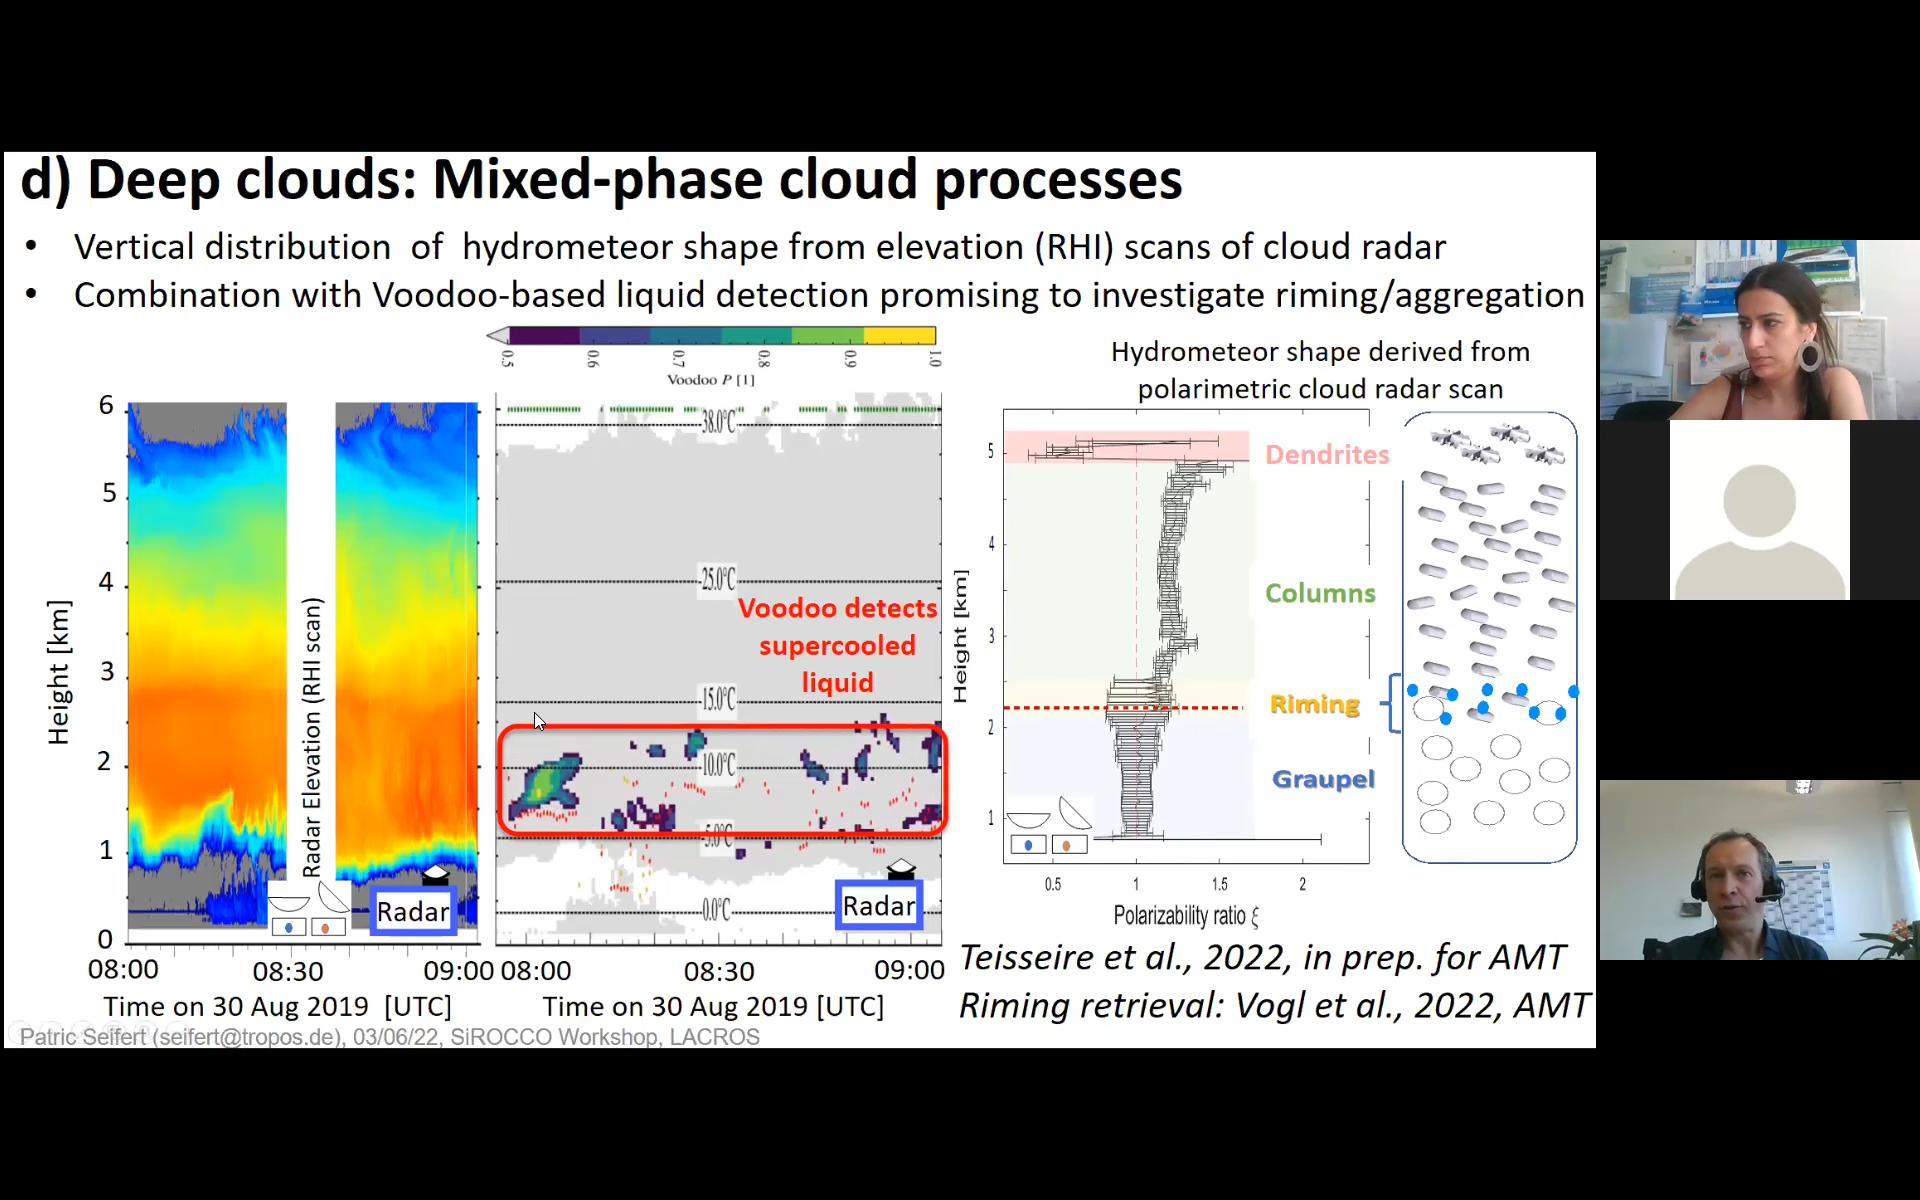 d) Deep clouds: Mixed-phase cloud processes
• Vertical distribution of hydrometeor shape from elevation (RHI) scans of cloud radar
• Combination with Voodoo-based liquid detection promising to investigate riming/aggregation
0.5 0.6 0.7 0.8 0.9 1.0
Voodoo P [1]
Hydrometeor shape derived from
polarimetric cloud radar scan
Height [km]
6
5
4
3
2
1
0
Radar Elevation (RHI scan)
Radar
08:00 08:30 09:00
Time on 30 Aug 2019 [UTC]
-38.0°C
-25.0°C
Voodoo detects
supercooled
liquid
-15.0°C
-10.0°C
-5.0°C
0.0°C
Radar
08:00 08:30 09:00
Time on 30 Aug 2019 [UTC]
Height [km]
5
4
3
2
1
Dendrites
Columns
Riming
Graupel
0.5 1 1.5 2
Polarizability ratio ξ
Teisseire et al., 2022, in prep. for AMT
Riming retrieval: Vogl et al., 2022, AMT
Patric Seifert (seifert@tropos.de), 03/06/22, SiROCCO Workshop, LACROS